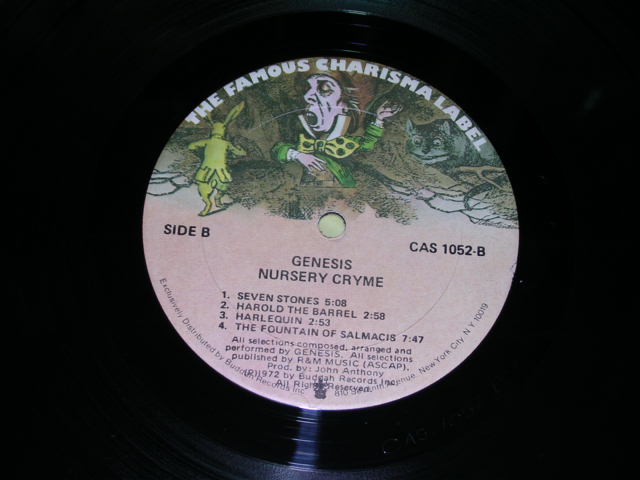 THE FAMOUS CHARISMA LABEL
SIDE B
CAS 1052-B
GENESIS
NURSERY CRYME
1. SEVEN STONES 5:08
2. HAROLD THE BARREL 2:58
3. HARLEQUIN 2:53
4. THE FOUNTAIN OF SALMACIS 7:47
All selections composed, arranged and
performed by GENESIS. All selections
published by R&M MUSIC (ASCAP).
Prod. by: John Anthony
(P)1972 by Buddah Records Inc.
All Rights Reserved.
Exclusively Distributed by Buddah Records Inc. 810 Seventh Avenue, New York City N.Y. 10019